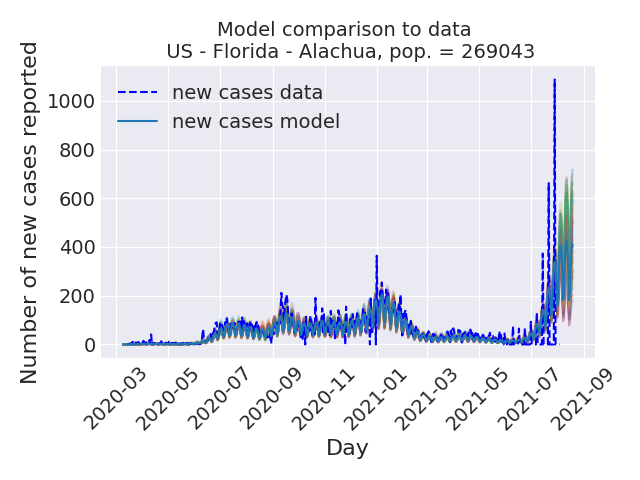 Model comparison to data
US - Florida - Alachua, pop. = 269043
Number of new cases reported
1000
800
600
400
200
0
new cases data
new cases model
2020-03
2020-05
2020-07
2020-09
2020-11
2021-01
2021-03
2021-05
2021-07
2021-09
Day